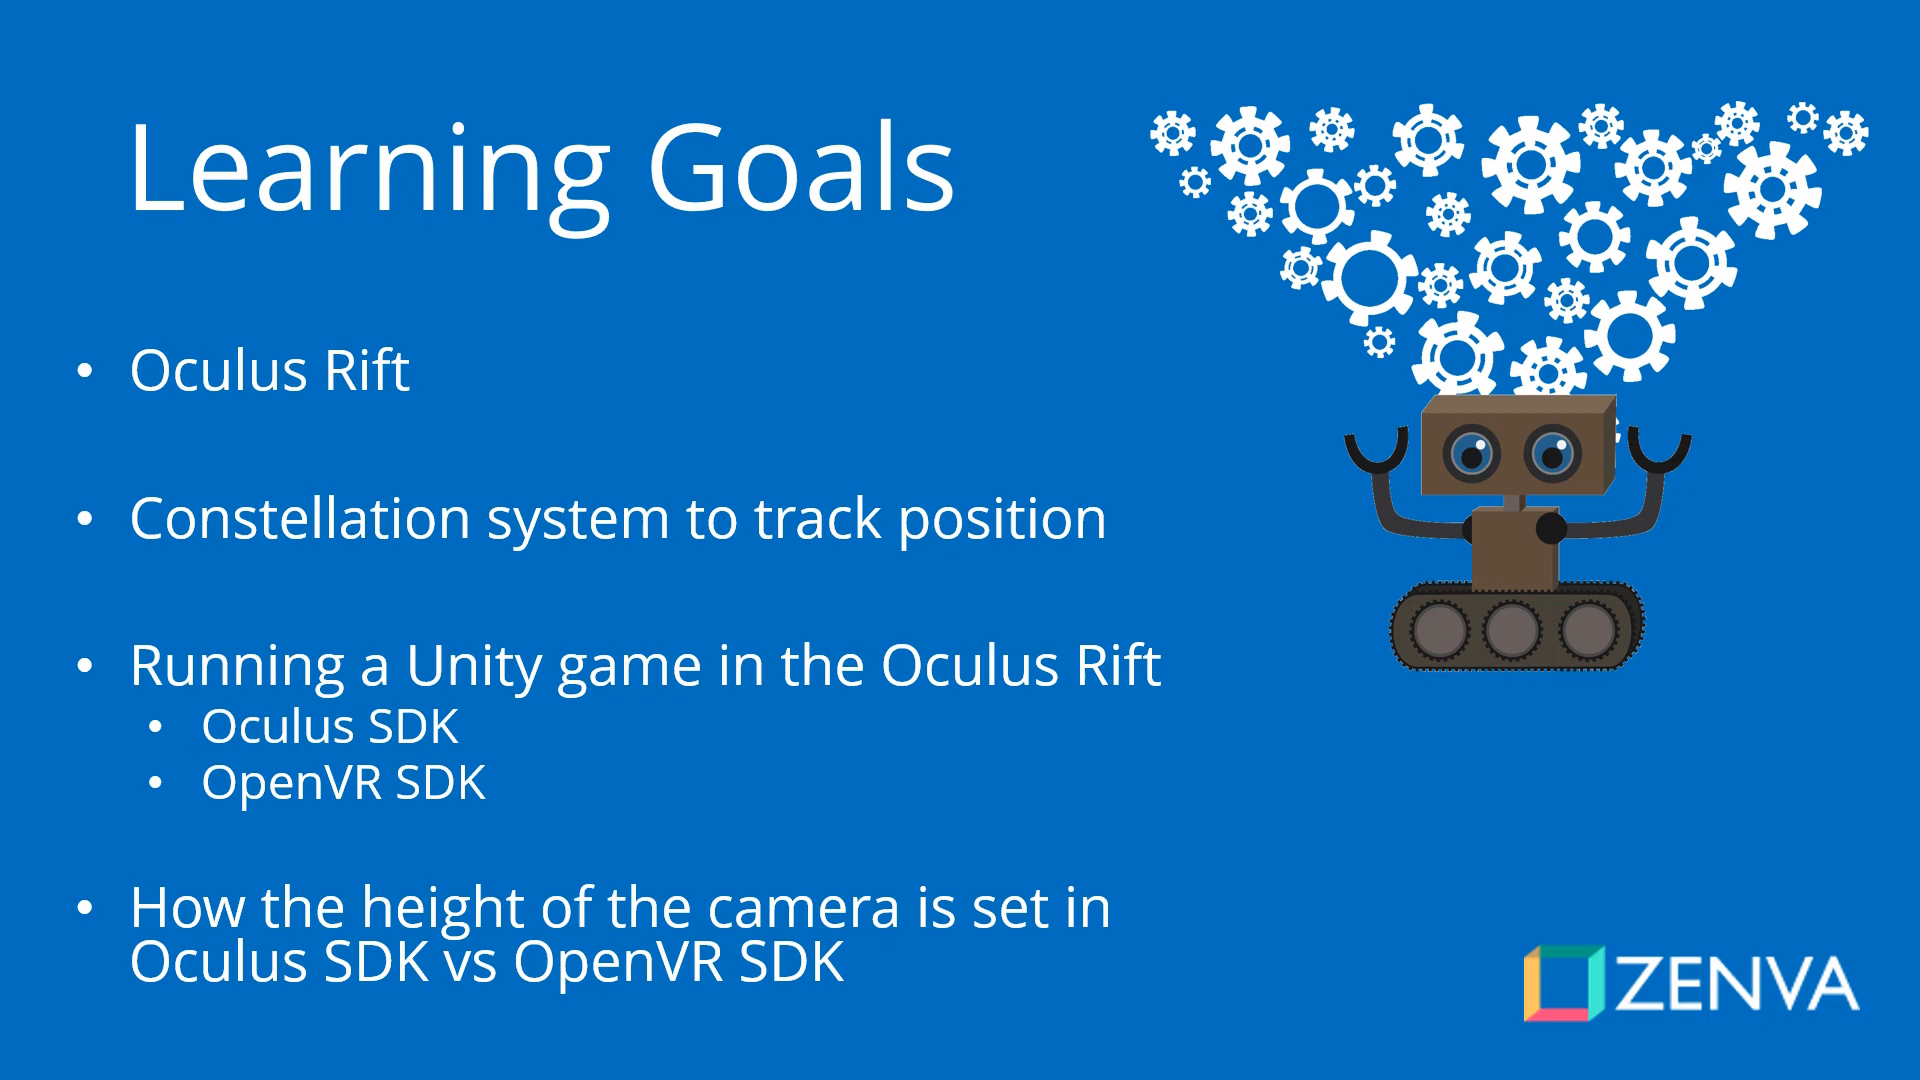 Learning Goals
• Oculus Rift
• Constellation system to track position
• Running a Unity game in the Oculus Rift
• Oculus SDK
• OpenVR SDK
• How the height of the camera is set in
Oculus SDK vs OpenVR SDK
ZENVA